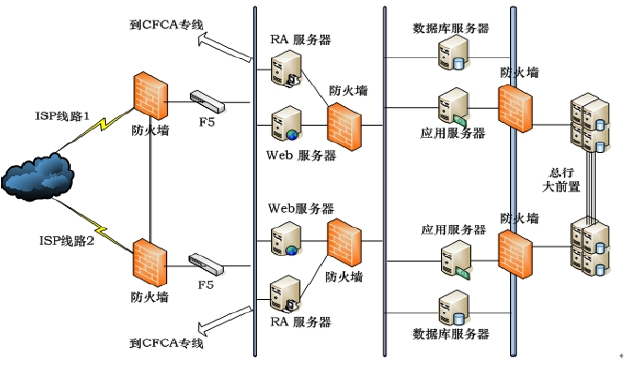 到CFCA专线
RA 服务器
数据库服务器
防火墙
防火墙
ISP线路1
防火墙
F5
应用服务器
Web 服务器
总行
大前置
Web服务器
应用服务器
防火墙
ISP线路2
防火墙
F5
防火墙
RA 服务器
数据库服务器
到CFCA专线